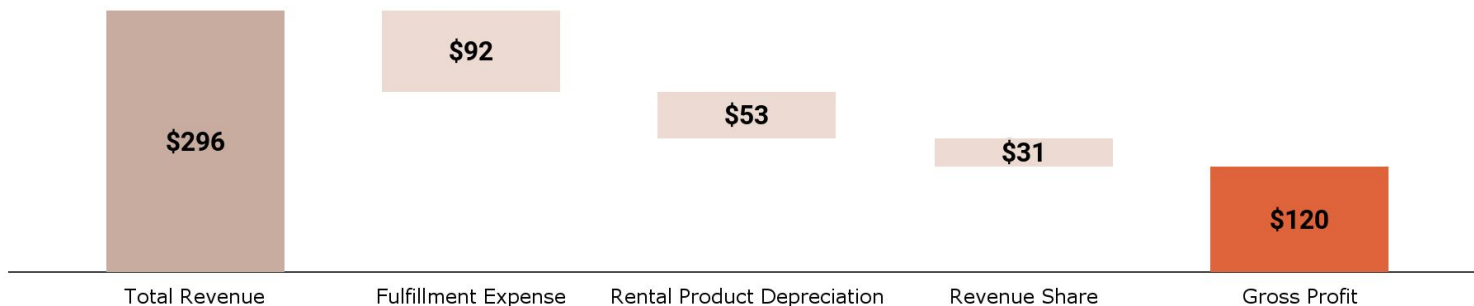 $92
$53
$296
$31
$120
Total Revenue
Fulfillment Expense
Rental Product Depreciation
Revenue Share
Gross Profit